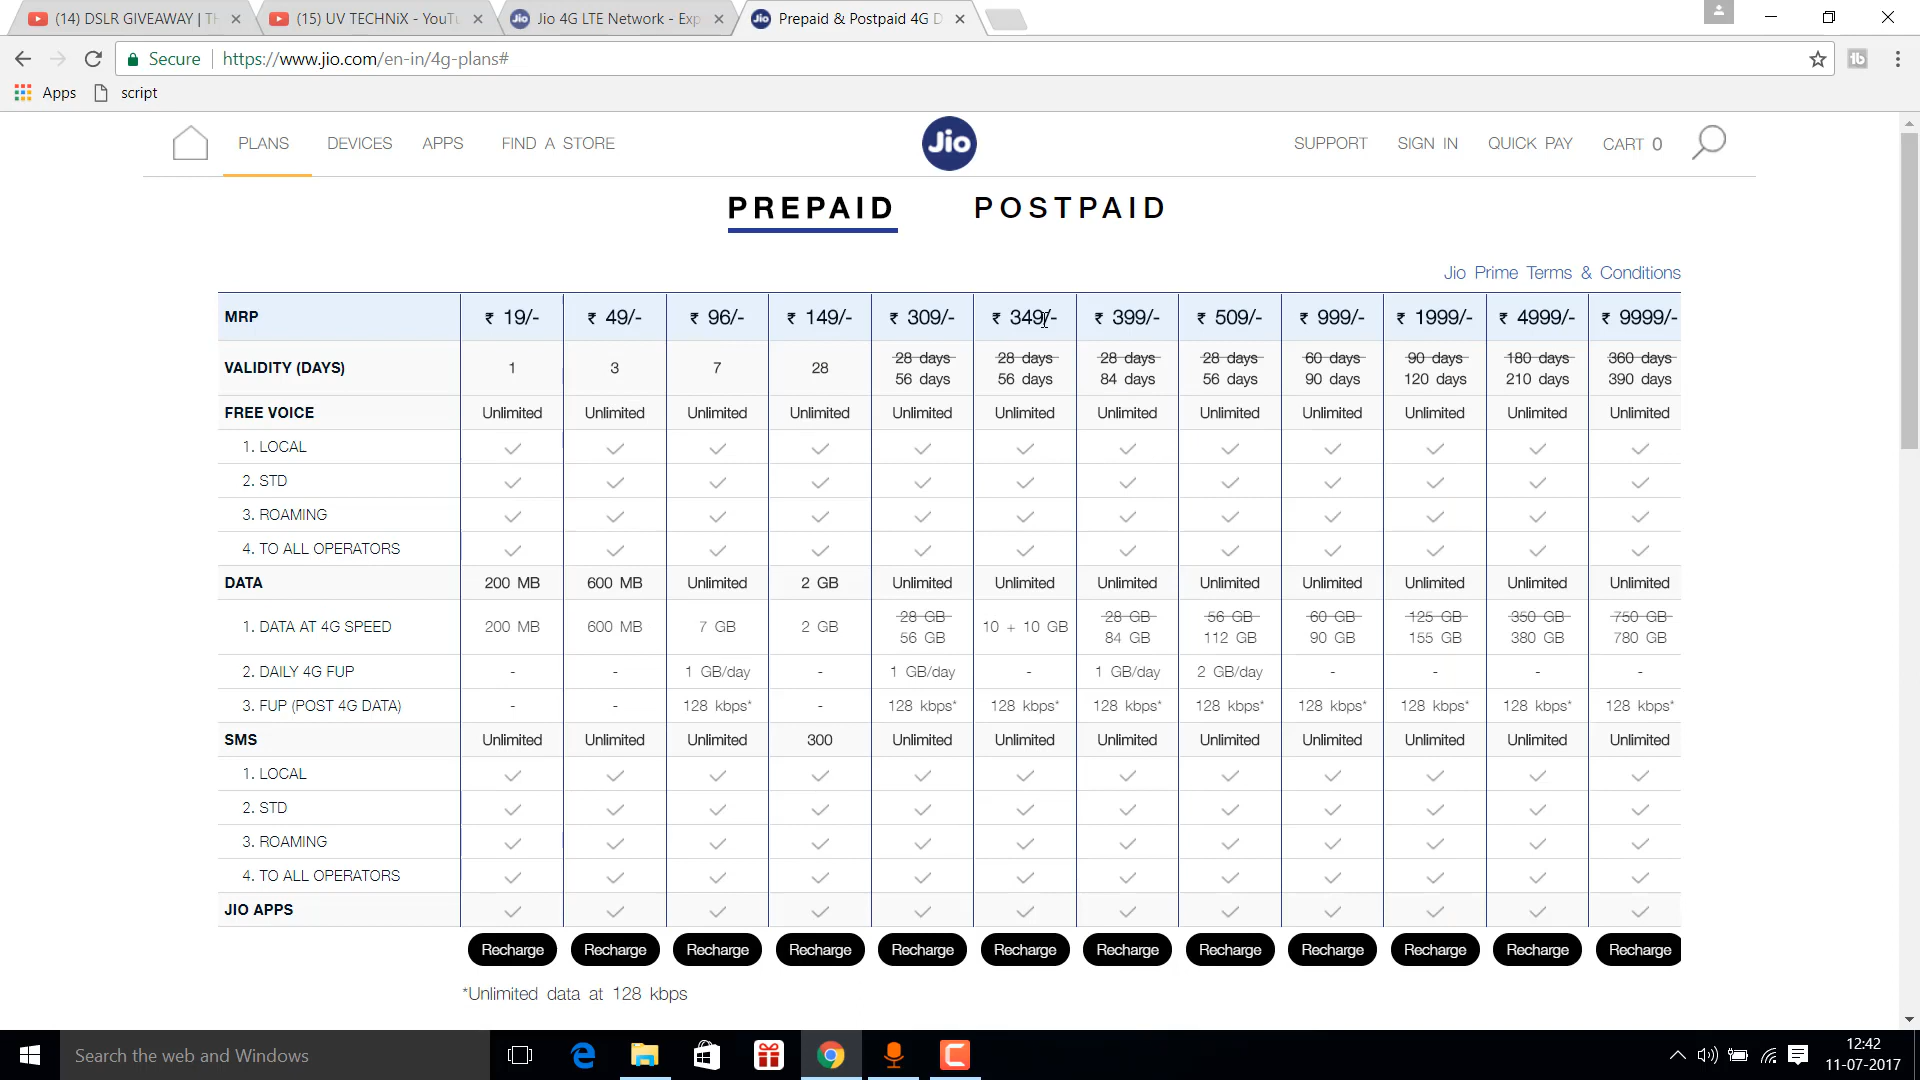 (14) DSLR GIVEAWAY | TH
(15) UV TECHNiX - YouTu
Jio 4G LTE Network - Exp
Prepaid & Postpaid 4G D
Secure
https://www.jio.com/en-in/4g-plans#
Apps
script
PLANS DEVICES APPS FIND A STORE Jio SUPPORT SIGN IN QUICK PAY CART 0
PREPAID POSTPAID
Jio Prime Terms & Conditions
MRP ₹ 19/- ₹ 49/- ₹ 96/- ₹ 149/- ₹ 309/- ₹ 349/- ₹ 399/- ₹ 509/- ₹ 999/- ₹ 1999/- ₹ 4999/- ₹ 9999/-
28 days 28 days 28 days 28 days 60 days 90 days 180 days 360 days
VALIDITY (DAYS) 1 3 7 28
56 days 56 days 84 days 56 days 90 days 120 days 210 days 390 days
FREE VOICE Unlimited Unlimited Unlimited Unlimited Unlimited Unlimited Unlimited Unlimited Unlimited Unlimited Unlimited Unlimited
1. LOCAL
2. STD
3. ROAMING
4. TO ALL OPERATORS
DATA 200 MB 600 MB Unlimited 2 GB Unlimited Unlimited Unlimited Unlimited Unlimited Unlimited Unlimited Unlimited
28 GB 28 GB 56 GB 60 GB 125 GB 350 GB 750 GB
1. DATA AT 4G SPEED 200 MB 600 MB 7 GB 2 GB 10 + 10 GB
56 GB 84 GB 112 GB 90 GB 155 GB 380 GB 780 GB
2. DAILY 4G FUP - - 1 GB/day - 1 GB/day - 1 GB/day 2 GB/day - - - -
3. FUP (POST 4G DATA) - - 128 kbps* - 128 kbps* 128 kbps* 128 kbps* 128 kbps* 128 kbps* 128 kbps* 128 kbps* 128 kbps*
SMS Unlimited Unlimited Unlimited 300 Unlimited Unlimited Unlimited Unlimited Unlimited Unlimited Unlimited Unlimited
1. LOCAL
2. STD
3. ROAMING
4. TO ALL OPERATORS
JIO APPS
Recharge Recharge Recharge Recharge Recharge Recharge Recharge Recharge Recharge Recharge Recharge Recharge
*Unlimited data at 128 kbps
Search the web and Windows
12:42
11-07-2017